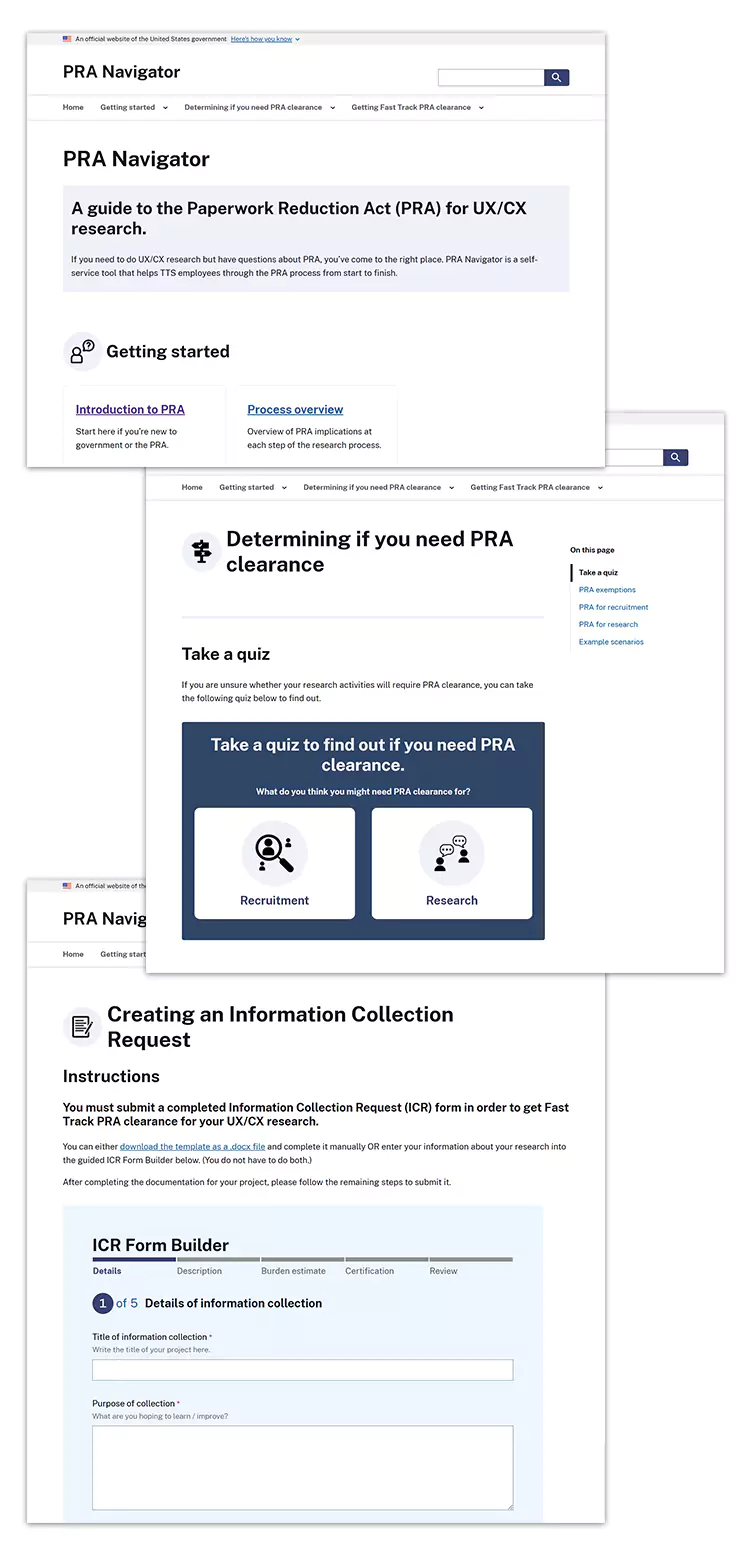 An official website of the United States government Here's how you know
PRA Navigator
Home Getting started Determining if you need PRA clearance Getting Fast Track PRA clearance
PRA Navigator
A guide to the Paperwork Reduction Act (PRA) for UX/CX
research.
If you need to do UX/CX research but have questions about PRA, you've come to the right place. PRA Navigator is a self-
service tool that helps TTS employees through the PRA process from start to finish.
Getting started
Introduction to PRA
Start here if you're new to
government or the PRA.
Process overview
Overview of PRA implications at
each step of the research process.
Home Getting started Determining if you need PRA clearance Getting Fast Track PRA clearance
Determining if you need PRA
clearance
On this page
Take a quiz
PRA exemptions
PRA for recruitment
PRA for research
Example scenarios
Take a quiz
If you are unsure whether your research activities will require PRA clearance, you can take
the following quiz below to find out.
Take a quiz to find out if you need PRA
clearance.
What do you think you might need PRA clearance for?
Recruitment
Research
An official website of th
PRA Navig
Home Getting start
Creating an Information Collection
Request
Instructions
You must submit a completed Information Collection Request (ICR) form in order to get Fast
Track PRA clearance for your UX/CX research.
You can either download the template as a .docx file and complete it manually OR enter your information about your research into
the guided ICR Form Builder below. (You do not have to do both.)
After completing the documentation for your project, please follow the remaining steps to submit it.
ICR Form Builder
Details Description Burden estimate Certification Review
1 of 5 Details of information collection
Title of information collection *
Write the title of your project here.
Purpose of collection *
What are you hoping to learn / improve?